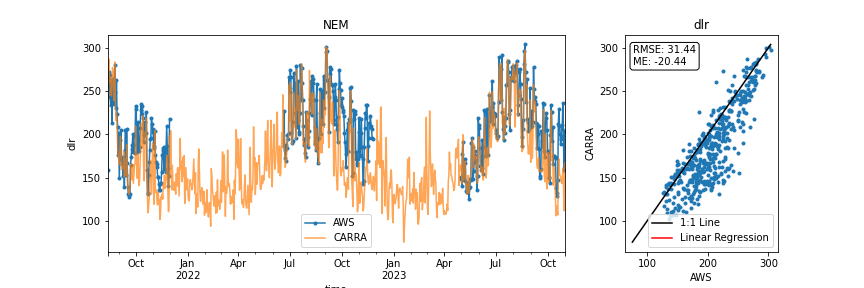 NEM
dlr
300
250
200
150
100
Oct
Jan
2022
Apr
Jul
Oct
Jan
2023
Apr
Jul
Oct
time
AWS
CARRA
dlr
CARRA
300
250
200
150
100
RMSE: 31.44
ME: -20.44
1:1 Line
Linear Regression
100
200
300
AWS